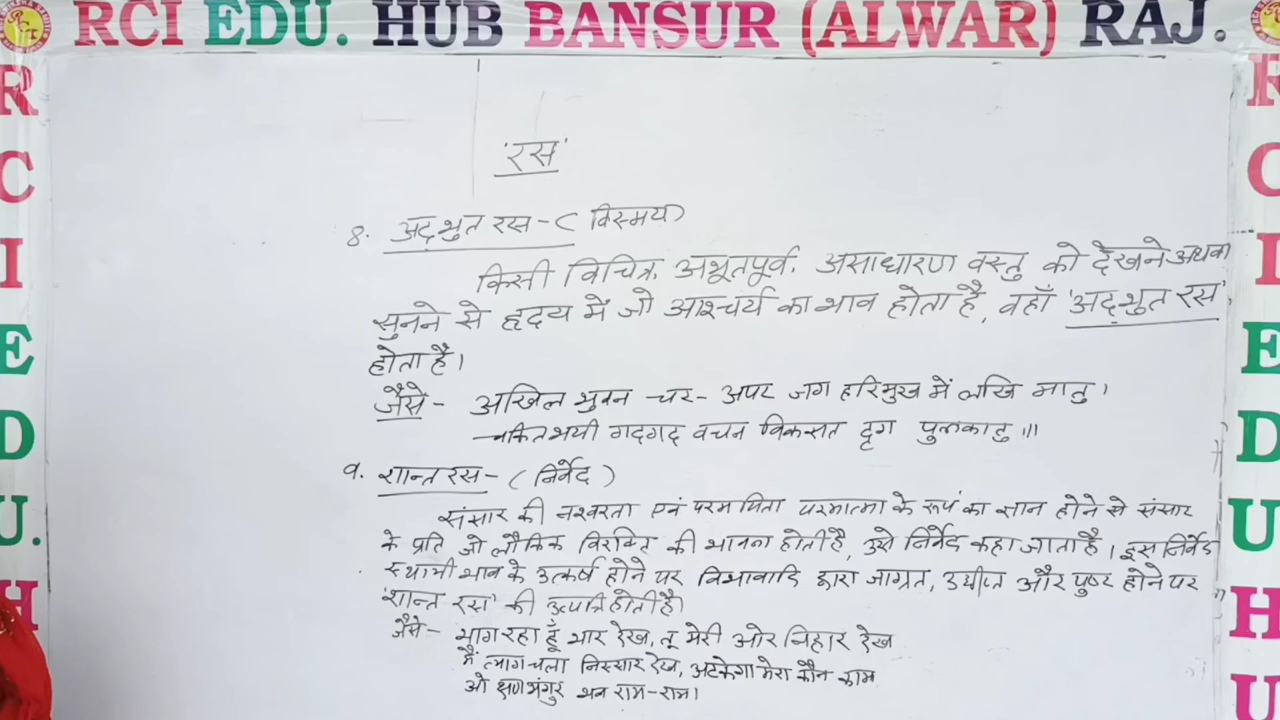 RCI EDU. HUB BANSUR (ALWAR) RAJ.
R
C
I
E
D
U.
H
R
C
I
E
D
U
H
U
'रस'
8. अद्भुत रस - (विस्मय)
किसी विचित्र, अभूतपूर्व, असाधारण वस्तु को देखने अथवा
सुनने से हृदय में जो आश्चर्य का भाव होता है, वहाँ 'अद्भुत रस'
होता है।
जैसे - अखिल भुवन चर - अपर जग हरिमुख में लखि मातु।
चकित भयी गदगद वचन विकसत दृग पुलकातु।।।
9. शान्त रस - (निर्वेद)
संसार की नश्वरता एवं परम पिता परमात्मा के रूप का ज्ञान होने से संसार
के प्रति जो लौकिक विरक्ति की भावना होती है, उसे निर्वेद कहा जाता है। इस निर्वेद
स्थायी भाव के उत्कर्ष होने पर विभावादि द्वारा जाग्रत, उद्दीप्त और पुष्ट होने पर
'शान्त रस' की उत्पत्ति होती है।
जैसे - भाग रहा हूँ भार देख, तू मेरी ओर निहार देख
मैं त्याग चला निस्सार देख, अटकेगा मेरा कौन काम
ओ क्षणभंगुर भव राम-राम।